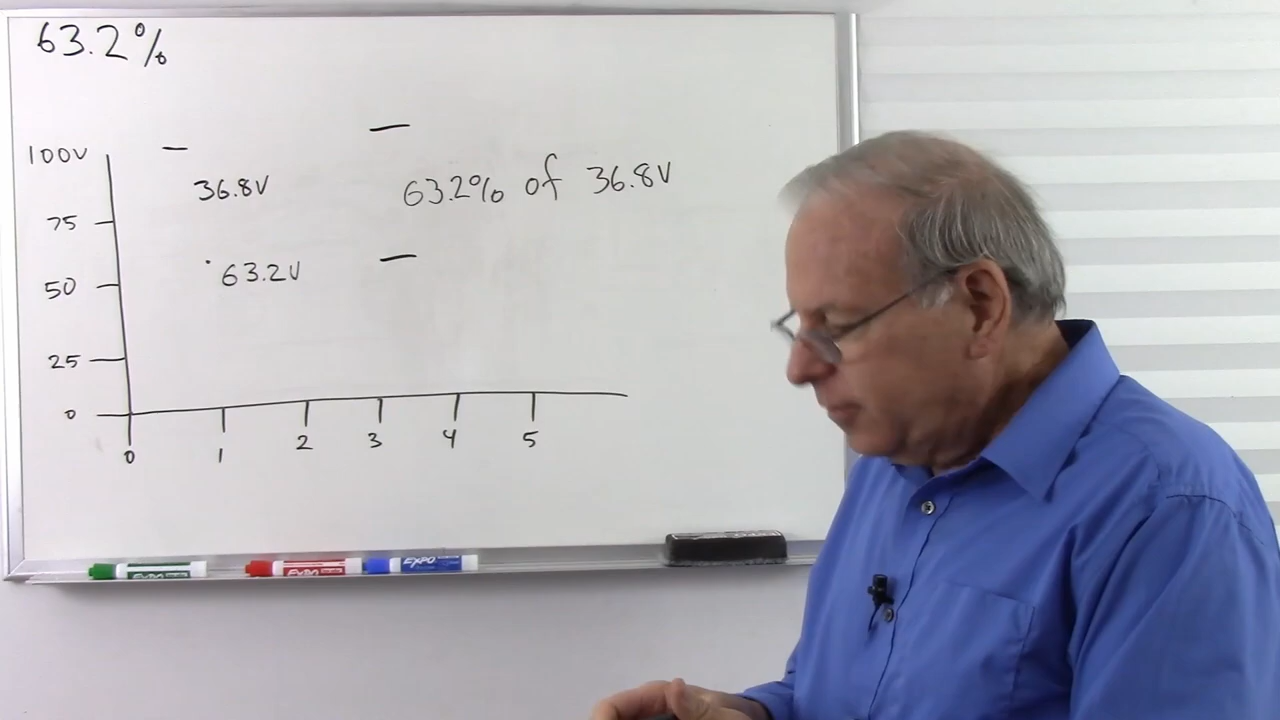 63.2%
100V
36.8V
63.2% of 36.8V
75
63.2V
50
25
0
0 1 2 3 4 5
EXPO EXPO EXPO